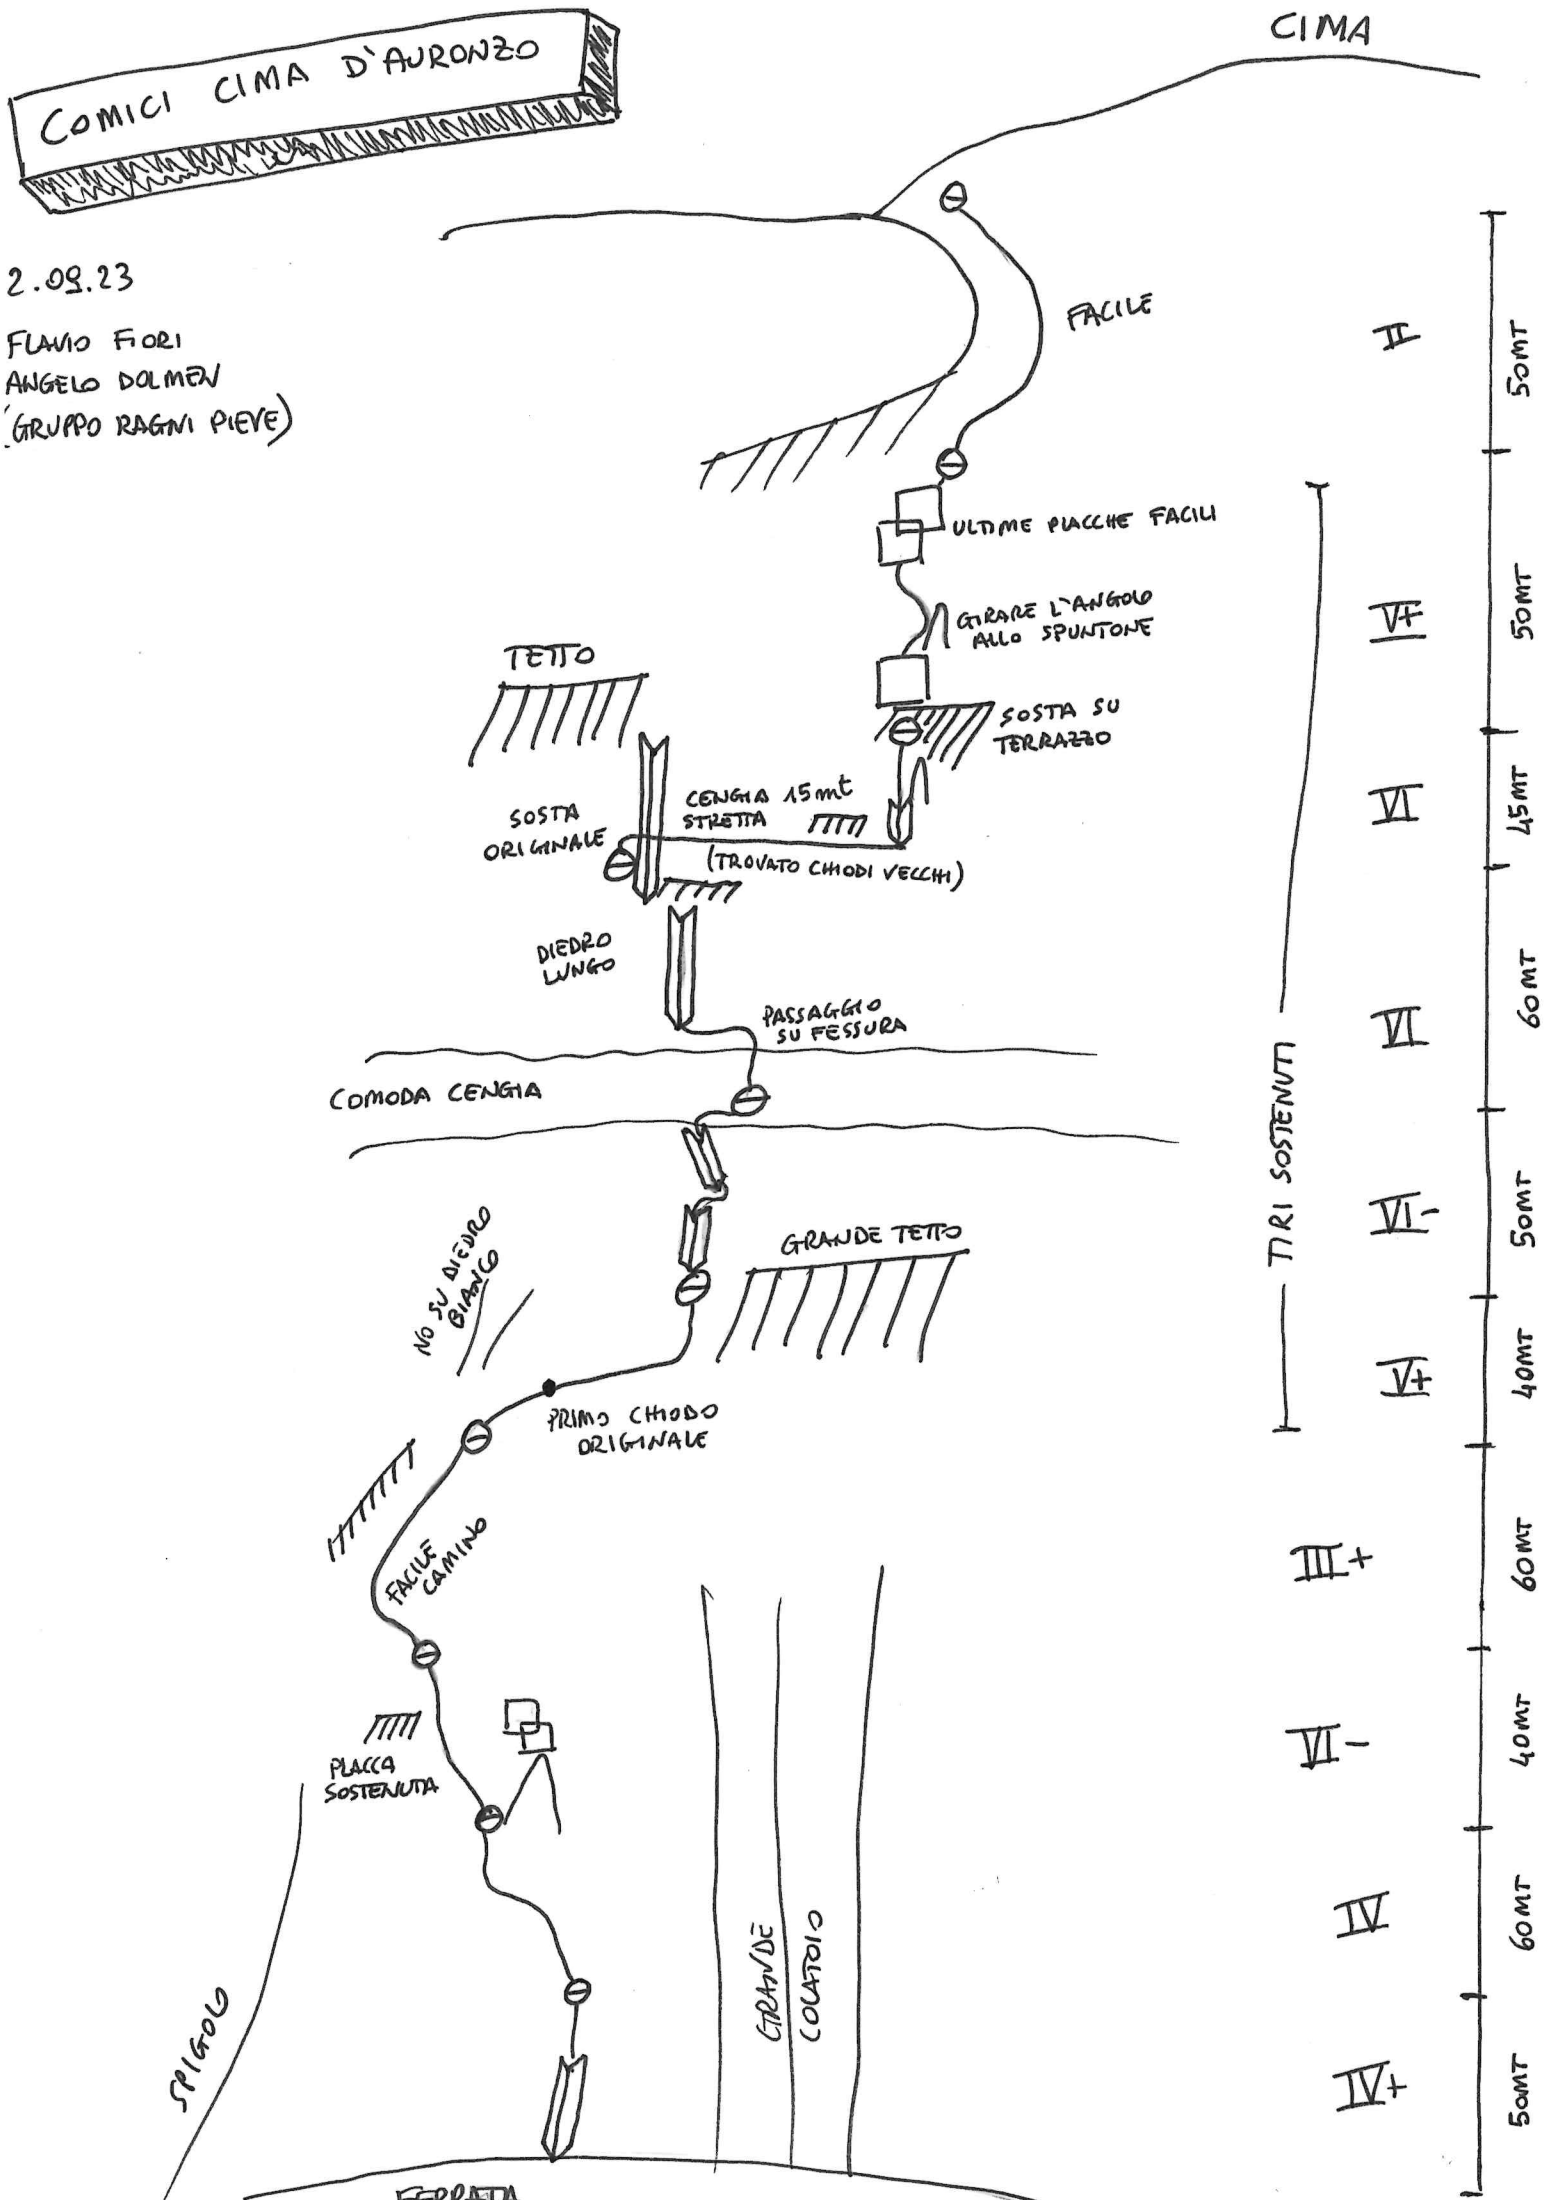 COMICI CIMA D'AURONZO
CIMA
2.09.23
FLAVIO FIORI
ANGELO DOLMEN
(GRUPPO RAGNI PIEVE)
FACILE
II
50MT
ULTIME PLACCHE FACILI
GIRARE L'ANGOLO
ALLO SPUNTONE
V+
50MT
TETTO
SOSTA SU
TERRAZZO
CENGIA 15mt
STRETTA
SOSTA
ORIGINALE
(TROVATO CHIODI VECCHI)
VI
45MT
DIEDRO
LUNGO
PASSAGGIO
SU FESSURA
VI
60MT
COMODA CENGIA
TIRI SOSTENUTI
VI-
50MT
GRANDE TETTO
NO SU DIEDRO
BIANCO
V+
40MT
PRIMO CHIODO
ORIGINALE
FACILE
CAMINO
III+
60MT
PLACCA
SOSTENUTA
VI-
40MT
IV
60MT
GRANDE
COLATOIO
SPIGOLO
IV+
50MT
FERRATA